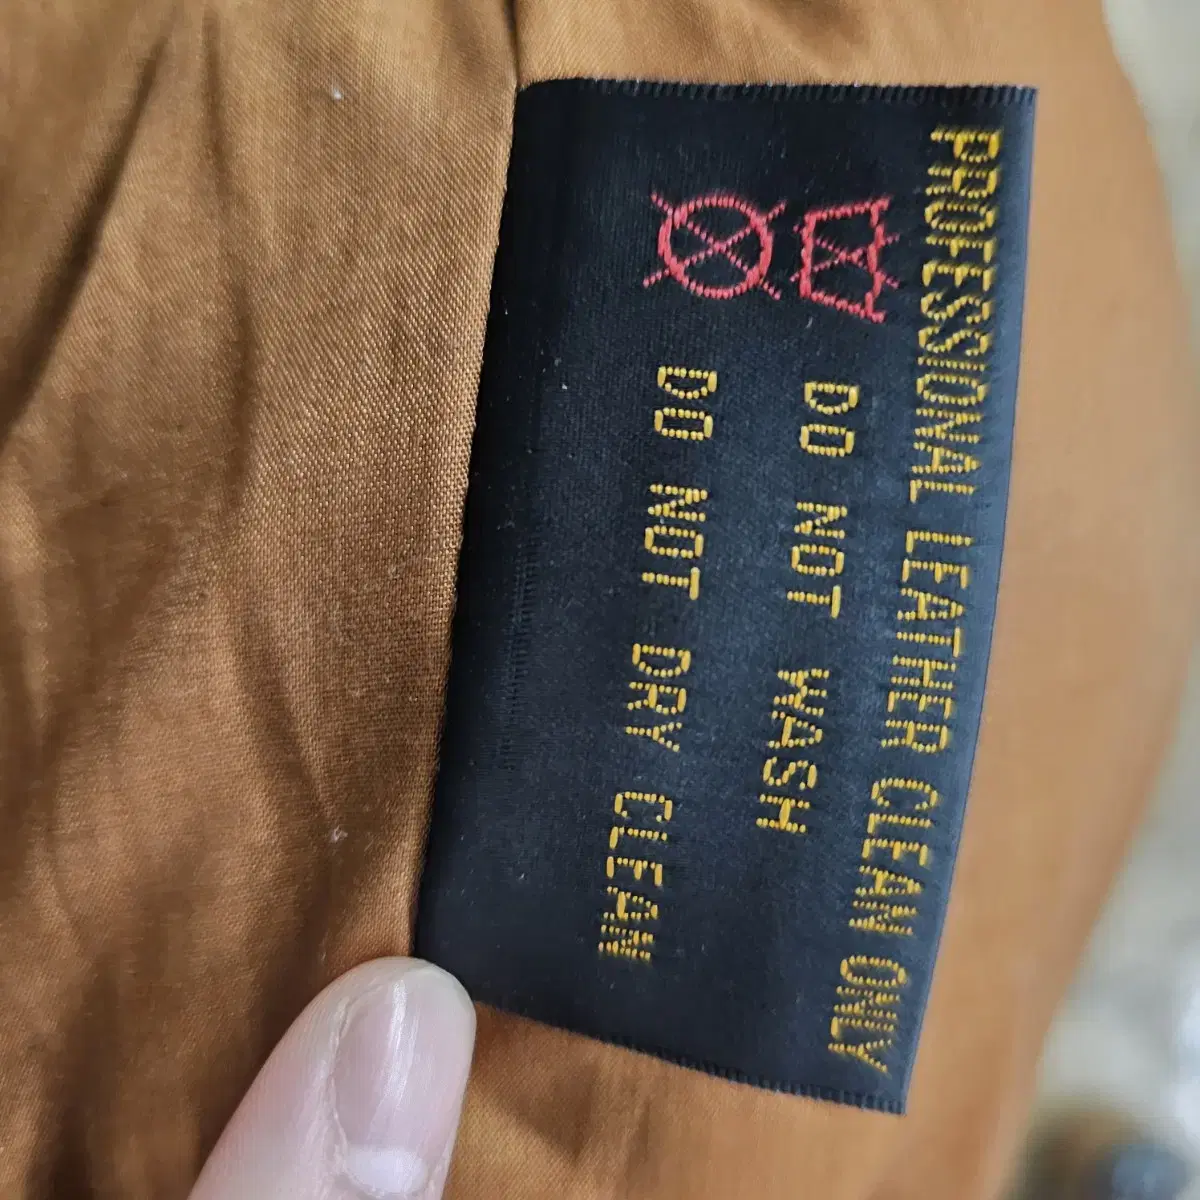 PROFESSIONAL LEATHER CLEAN ONLY
DO NOT WASH
DO NOT DRY CLEAN